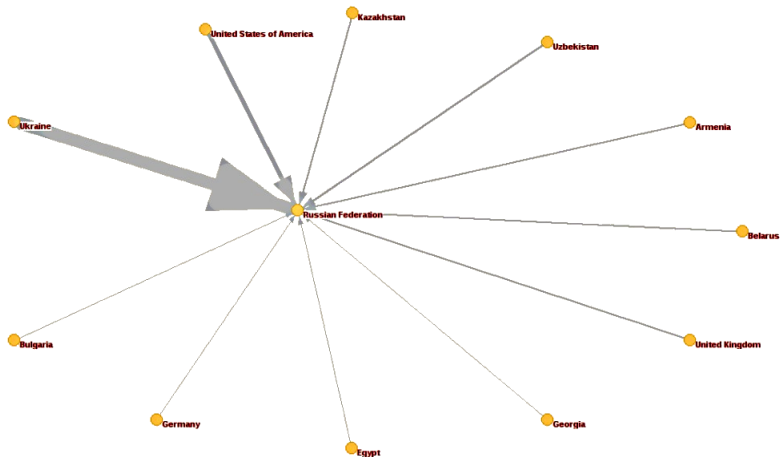 Kazakhstan
United States of America
Uzbekistan
Ukraine
Armenia
Russian Federation
Belarus
Bulgaria
United Kingdom
Germany
Georgia
Egypt